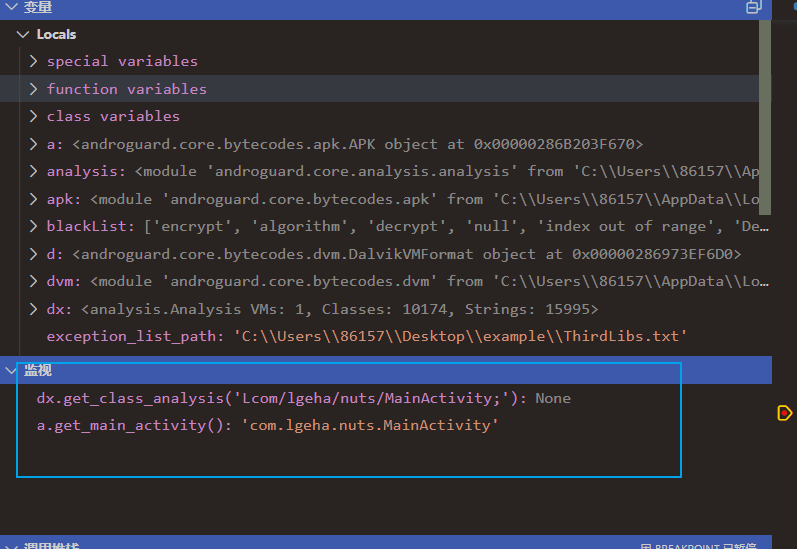 变量
Locals
special variables
function variables
class variables
a: <androguard.core.bytecodes.apk.APK object at 0x00000286B203F670>
analysis: <module 'androguard.core.analysis.analysis' from 'C:\\Users\\86157\\Ap
apk: <module 'androguard.core.bytecodes.apk' from 'C:\\Users\\86157\\AppData\\Lo
blackList: ['encrypt', 'algorithm', 'decrypt', 'null', 'index out of range', 'De…
d: <androguard.core.bytecodes.dvm.DalvikVMFormat object at 0x00000286973EF6D0>
dvm: <module 'androguard.core.bytecodes.dvm' from 'C:\\Users\\86157\\AppData\\Lo…
dx: <analysis.Analysis VMs: 1, Classes: 10174, Strings: 15995>
exception_list_path: 'C:\\Users\\86157\\Desktop\\example\\ThirdLibs.txt'
监视
dx.get_class_analysis('Lcom/lgeha/nuts/MainActivity;'): None
a.get_main_activity(): 'com.lgeha.nuts.MainActivity'
调用堆栈
因 BREAKPOINT 已暂停